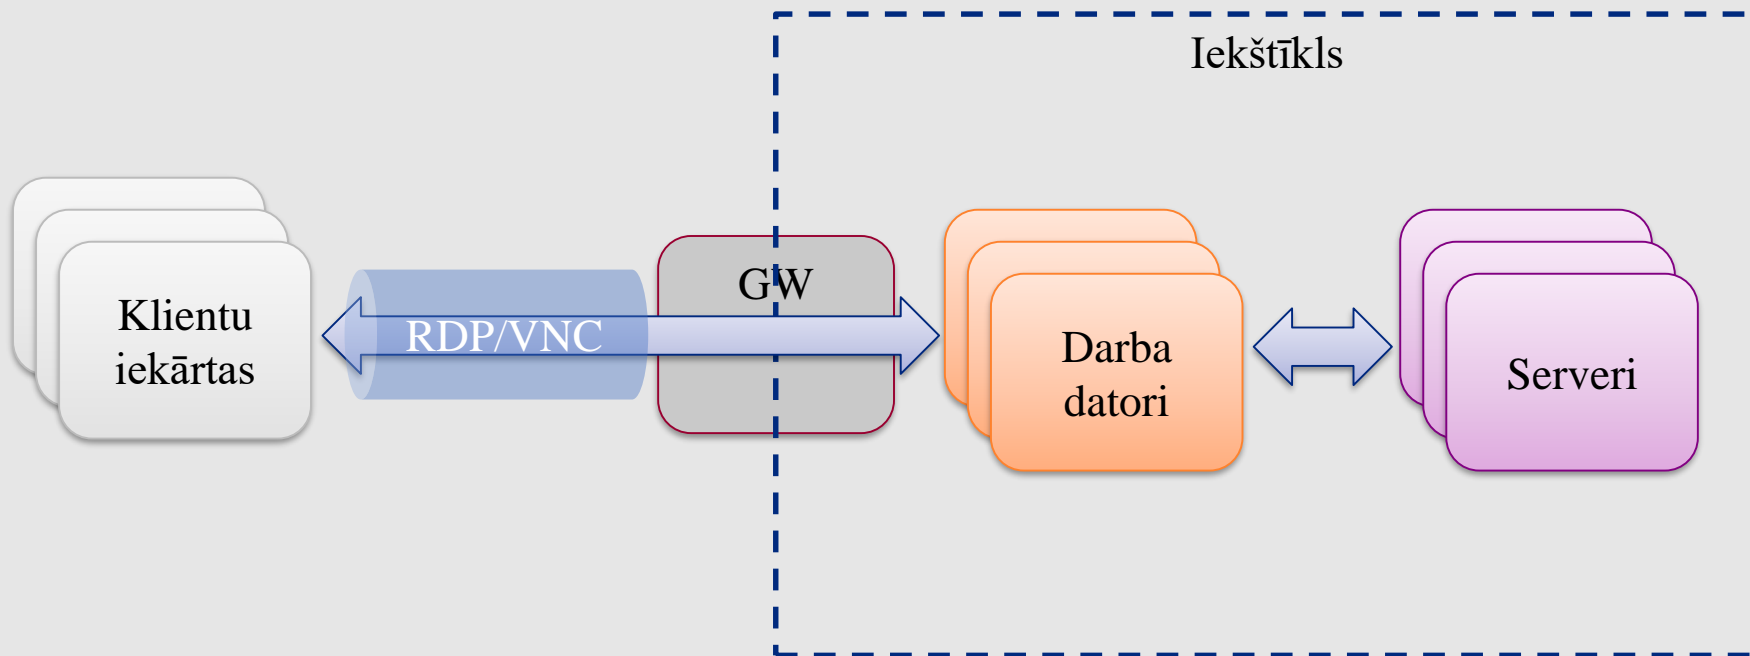 Iekštīkls
Klientu
iekārtas
RDP/VNC
GW
Darba
datori
Serveri